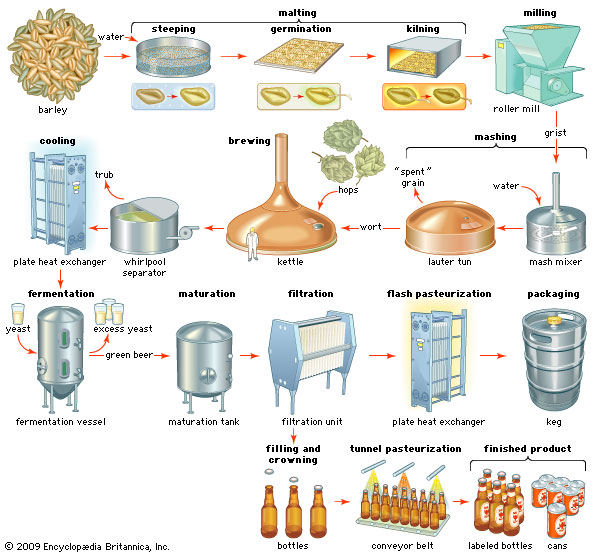 malting
steeping
germination
kilning
milling
water
barley
roller mill
grist
cooling
brewing
mashing
trub
hops
"spent"
grain
water
wort
plate heat exchanger
whirlpool
separator
kettle
lauter tun
mash mixer
fermentation
maturation
filtration
flash pasteurization
packaging
yeast
excess yeast
green beer
fermentation vessel
maturation tank
filtration unit
plate heat exchanger
keg
filling and
crowning
tunnel pasteurization
finished product
bottles
conveyor belt
labeled bottles
cans
© 2009 Encyclopædia Britannica, Inc.